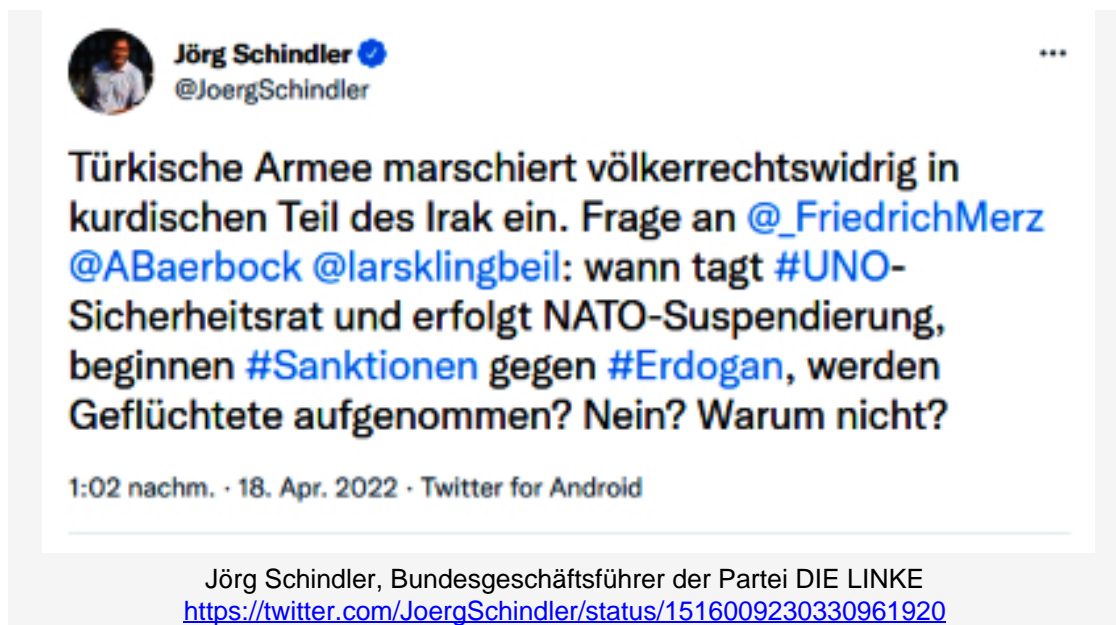 Jörg Schindler
@JoergSchindler
Türkische Armee marschiert völkerrechtswidrig in
kurdischen Teil des Irak ein. Frage an @_FriedrichMerz
@ABaerbock @larsklingbeil: wann tagt #UNO-
Sicherheitsrat und erfolgt NATO-Suspendierung,
beginnen #Sanktionen gegen #Erdogan, werden
Geflüchtete aufgenommen? Nein? Warum nicht?
1:02 nachm. · 18. Apr. 2022 · Twitter for Android
Jörg Schindler, Bundesgeschäftsführer der Partei DIE LINKE
https://twitter.com/JoergSchindler/status/1516009230330961920